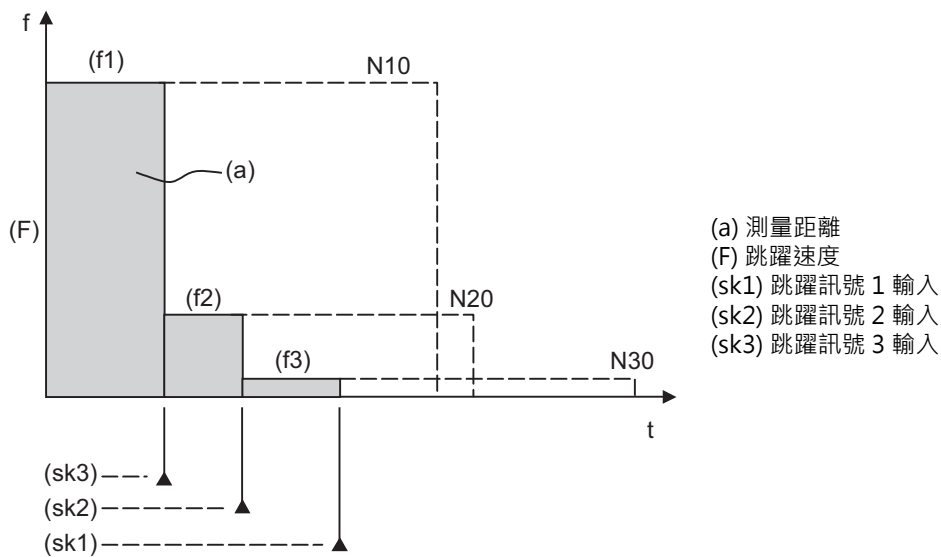 f
(f1)
N10
(a)
(F)
(f2)
N20
(f3)
N30
t
(sk3)
(sk2)
(sk1)
(a) 測量距離
(F) 跳躍速度
(sk1) 跳躍訊號 1 輸入
(sk2) 跳躍訊號 2 輸入
(sk3) 跳躍訊號 3 輸入